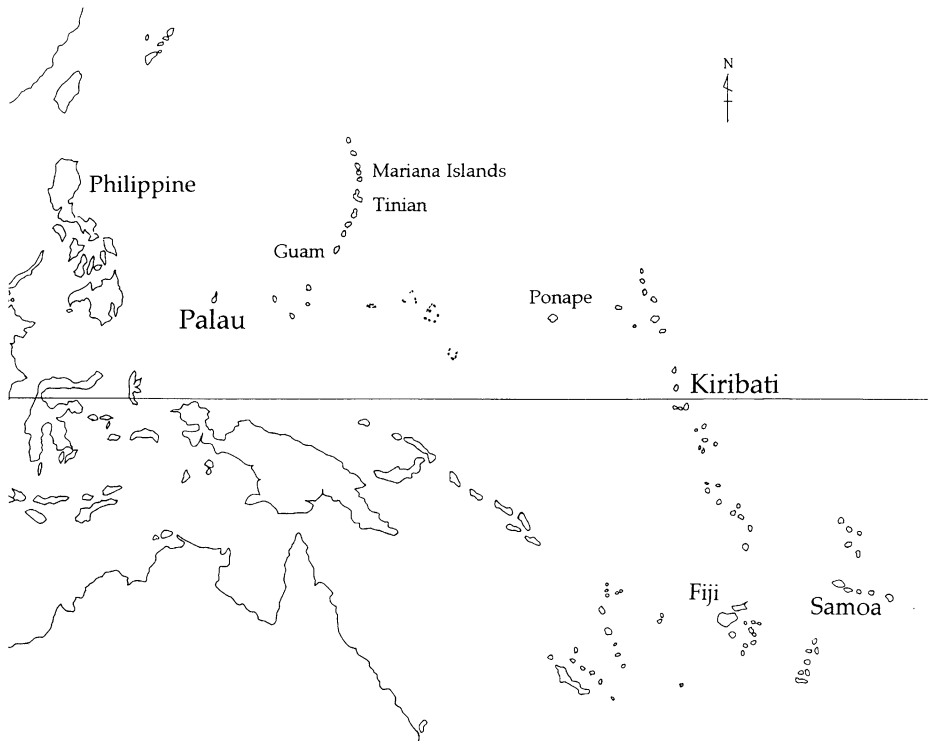 N
Mariana Islands
Philippine
Tinian
Guam
Ponape
Palau
Kiribati
Fiji
Samoa